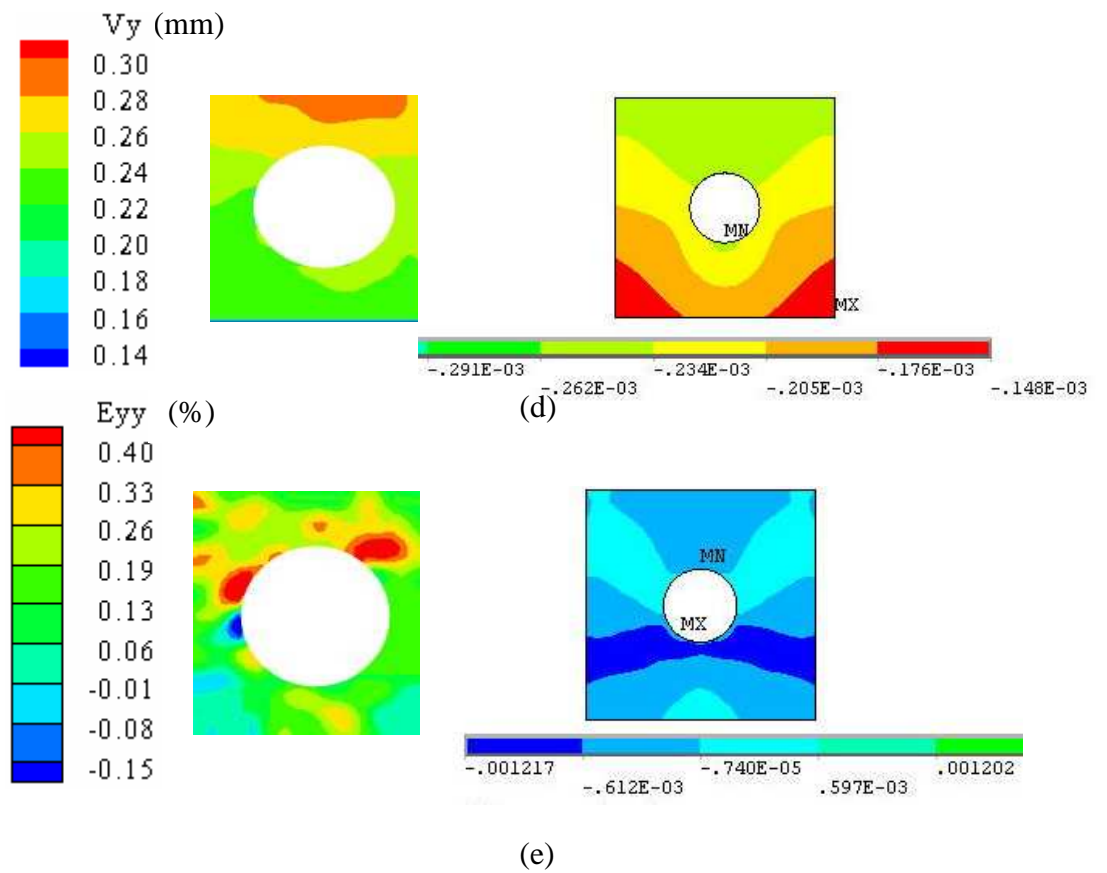 Vy (mm)
0.30
0.28
0.26
0.24
0.22
0.20
0.18
0.16
0.14
MN
MX
-.291E-03
-.262E-03
-.234E-03
-.205E-03
-.176E-03
-.148E-03
(d)
Eyy (%)
0.40
0.33
0.26
0.19
0.13
0.06
-0.01
-0.08
-0.15
MN
MX
-.001217
-.612E-03
-.740E-05
.597E-03
.001202
(e)